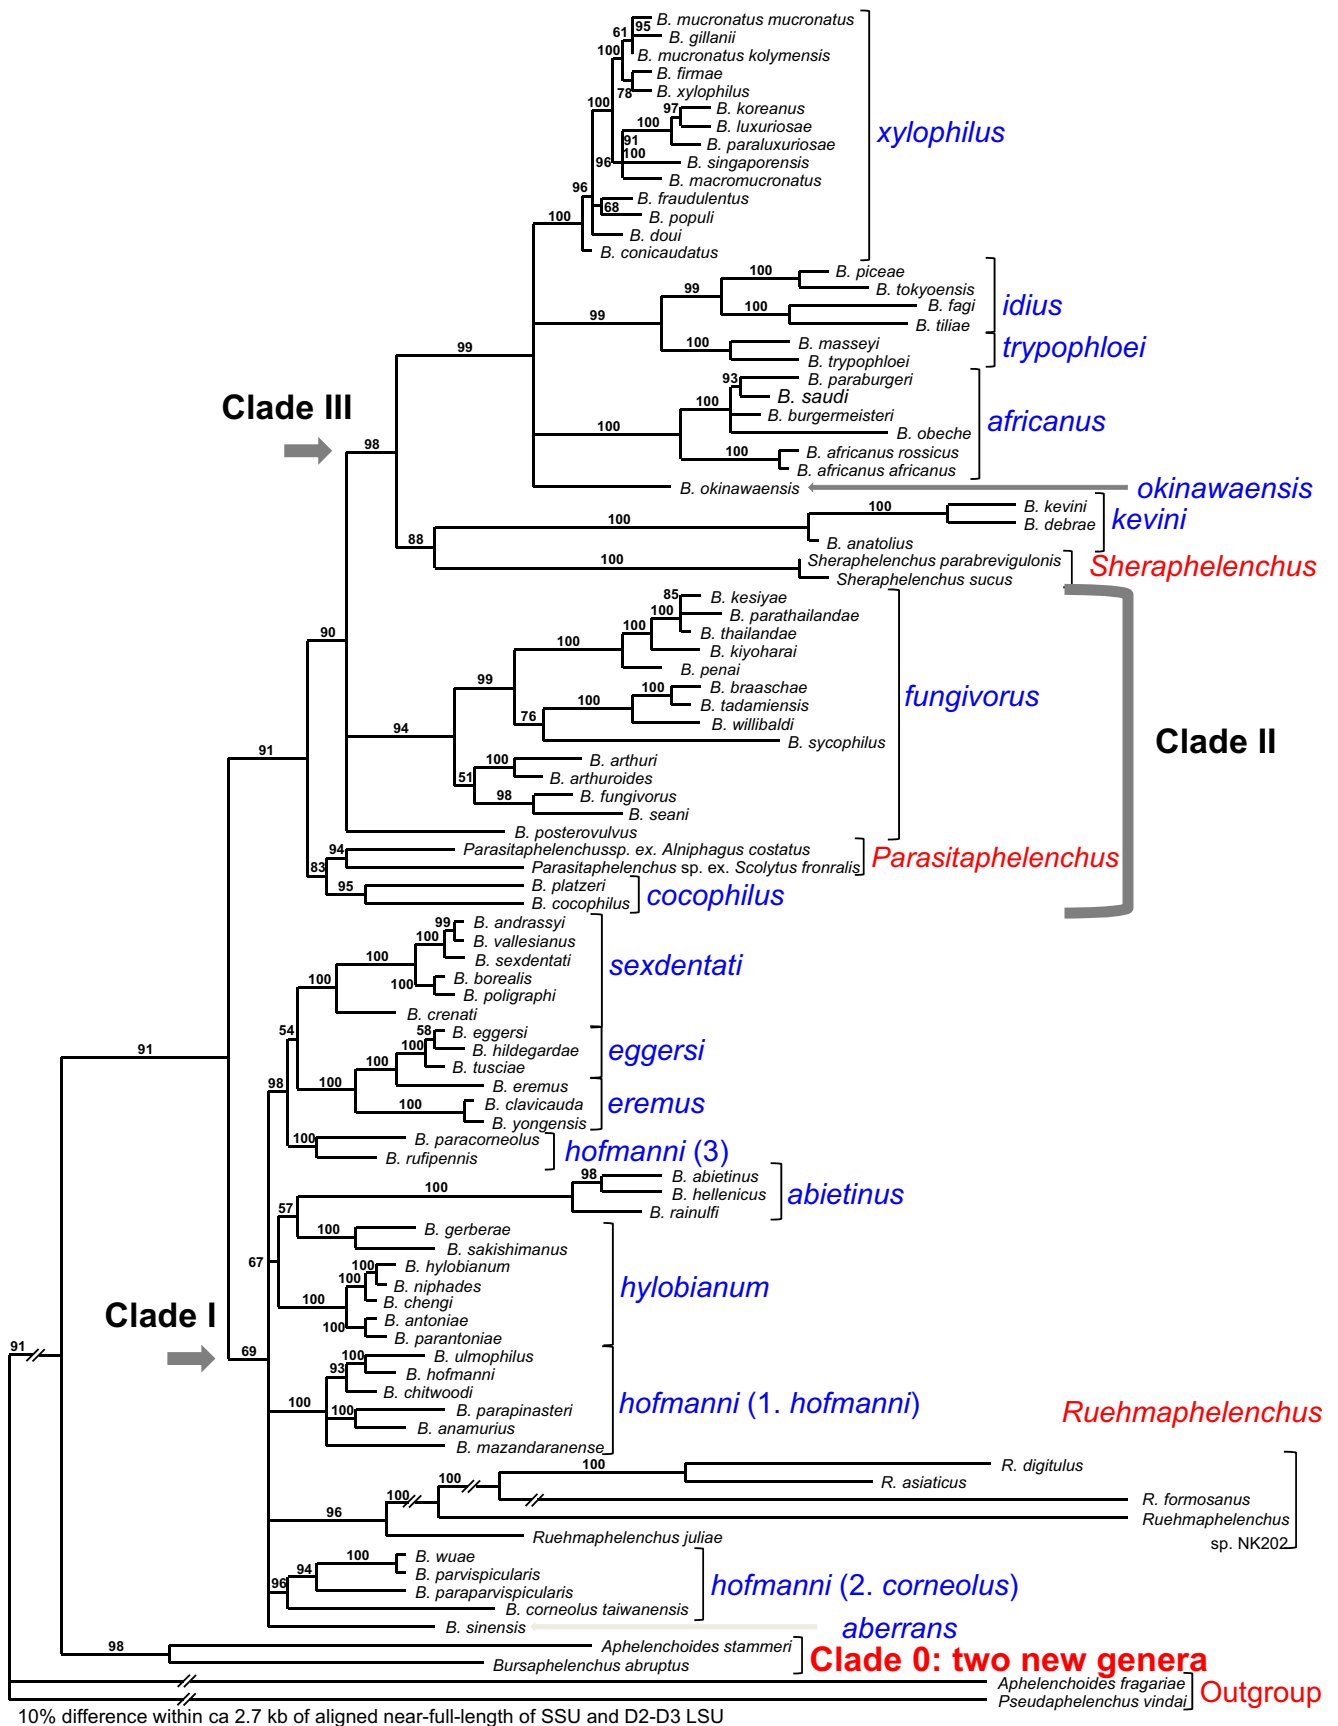 B. mucronatus mucronatus
61
95
B. gillanii
100
B. mucronatus kolymensis
B. firmae
78
B. xylophilus
100
97
B. koreanus
100
B. luxuriosae
xylophilus
91
B. paraluxuriosae
96
100
B. singaporensis
B. macromucronatus
96
B. fraudulentus
68
100
B. populi
B. doui
B. conicaudatus
100
B. piceae
99
B. tokyoensis
100
B. fagi
idius
99
B. tiliae
100
B. masseyi
trypophloei
99
B. trypophloei
93
B. paraburgeri
Clade III
100
B. saudi
B. burgermeisteri
africanus
100
B. obeche
98
100
B. africanus rossicus
B. africanus africanus
B. okinawaensis
okinawaensis
100
B. kevini
100
B. debrae
kevini
88
B. anatolius
100
Sheraphelenchus parabrevigulonis
Sheraphelenchus
Sheraphelenchus sucus
85
B. kesiyae
100
B. parathailandae
90
100
B. thailandae
100
B. kiyoharai
B. penai
99
100
B. braaschae
fungivorus
100
B. tadamiensis
76
B. willibaldi
94
B. sycophilus
Clade II
91
100
B. arthuri
51
B. arthuroides
98
B. fungivorus
B. seani
B. posterovulvus
94
Parasitaphelenchussp. ex. Alniphagus costatus
Parasitaphelenchus
83
Parasitaphelenchus sp. ex. Scolytus fronralis
95
B. platzeri
cocophilus
B. cocophilus
99
B. andrassyi
100
B. vallesianus
100
B. sexdentati
sexdentati
100
100
B. borealis
B. poligraphi
B. crenati
54
58
B. eggersi
100
B. hildegardae
eggersi
91
100
B. tusciae
98
100
B. eremus
100
B. clavicauda
eremus
B. yongensis
100
B. paracorneolus
hofmanni (3)
B. rufipennis
98
B. abietinus
100
B. hellenicus
abietinus
57
B. rainulfi
100
B. gerberae
B. sakishimanus
67
100
B. hylobianum
100
B. niphades
hylobianum
100
B. chengi
Clade I
B. antoniae
100
B. parantoniae
91
69
100
B. ulmophilus
93
B. hofmanni
B. chitwoodi
100
hofmanni (1. hofmanni)
100
B. parapinasteri
Ruehmaphelenchus
B. anamurius
B. mazandaranense
100
R. digitulus
100
R. asiaticus
100
R. formosanus
96
Ruehmaphelenchus
Ruehmaphelenchus juliae
sp. NK202
100
B. wuae
94
B. parvispicularis
96
B. paraparvispicularis
hofmanni (2. corneolus)
B. corneolus taiwanensis
B. sinensis
aberrans
98
Aphelenchoides stammeri
Clade 0: two new genera
Bursaphelenchus abruptus
Aphelenchoides fragariae
Outgroup
Pseudaphelenchus vindai
10% difference within ca 2.7 kb of aligned near-full-length of SSU and D2-D3 LSU